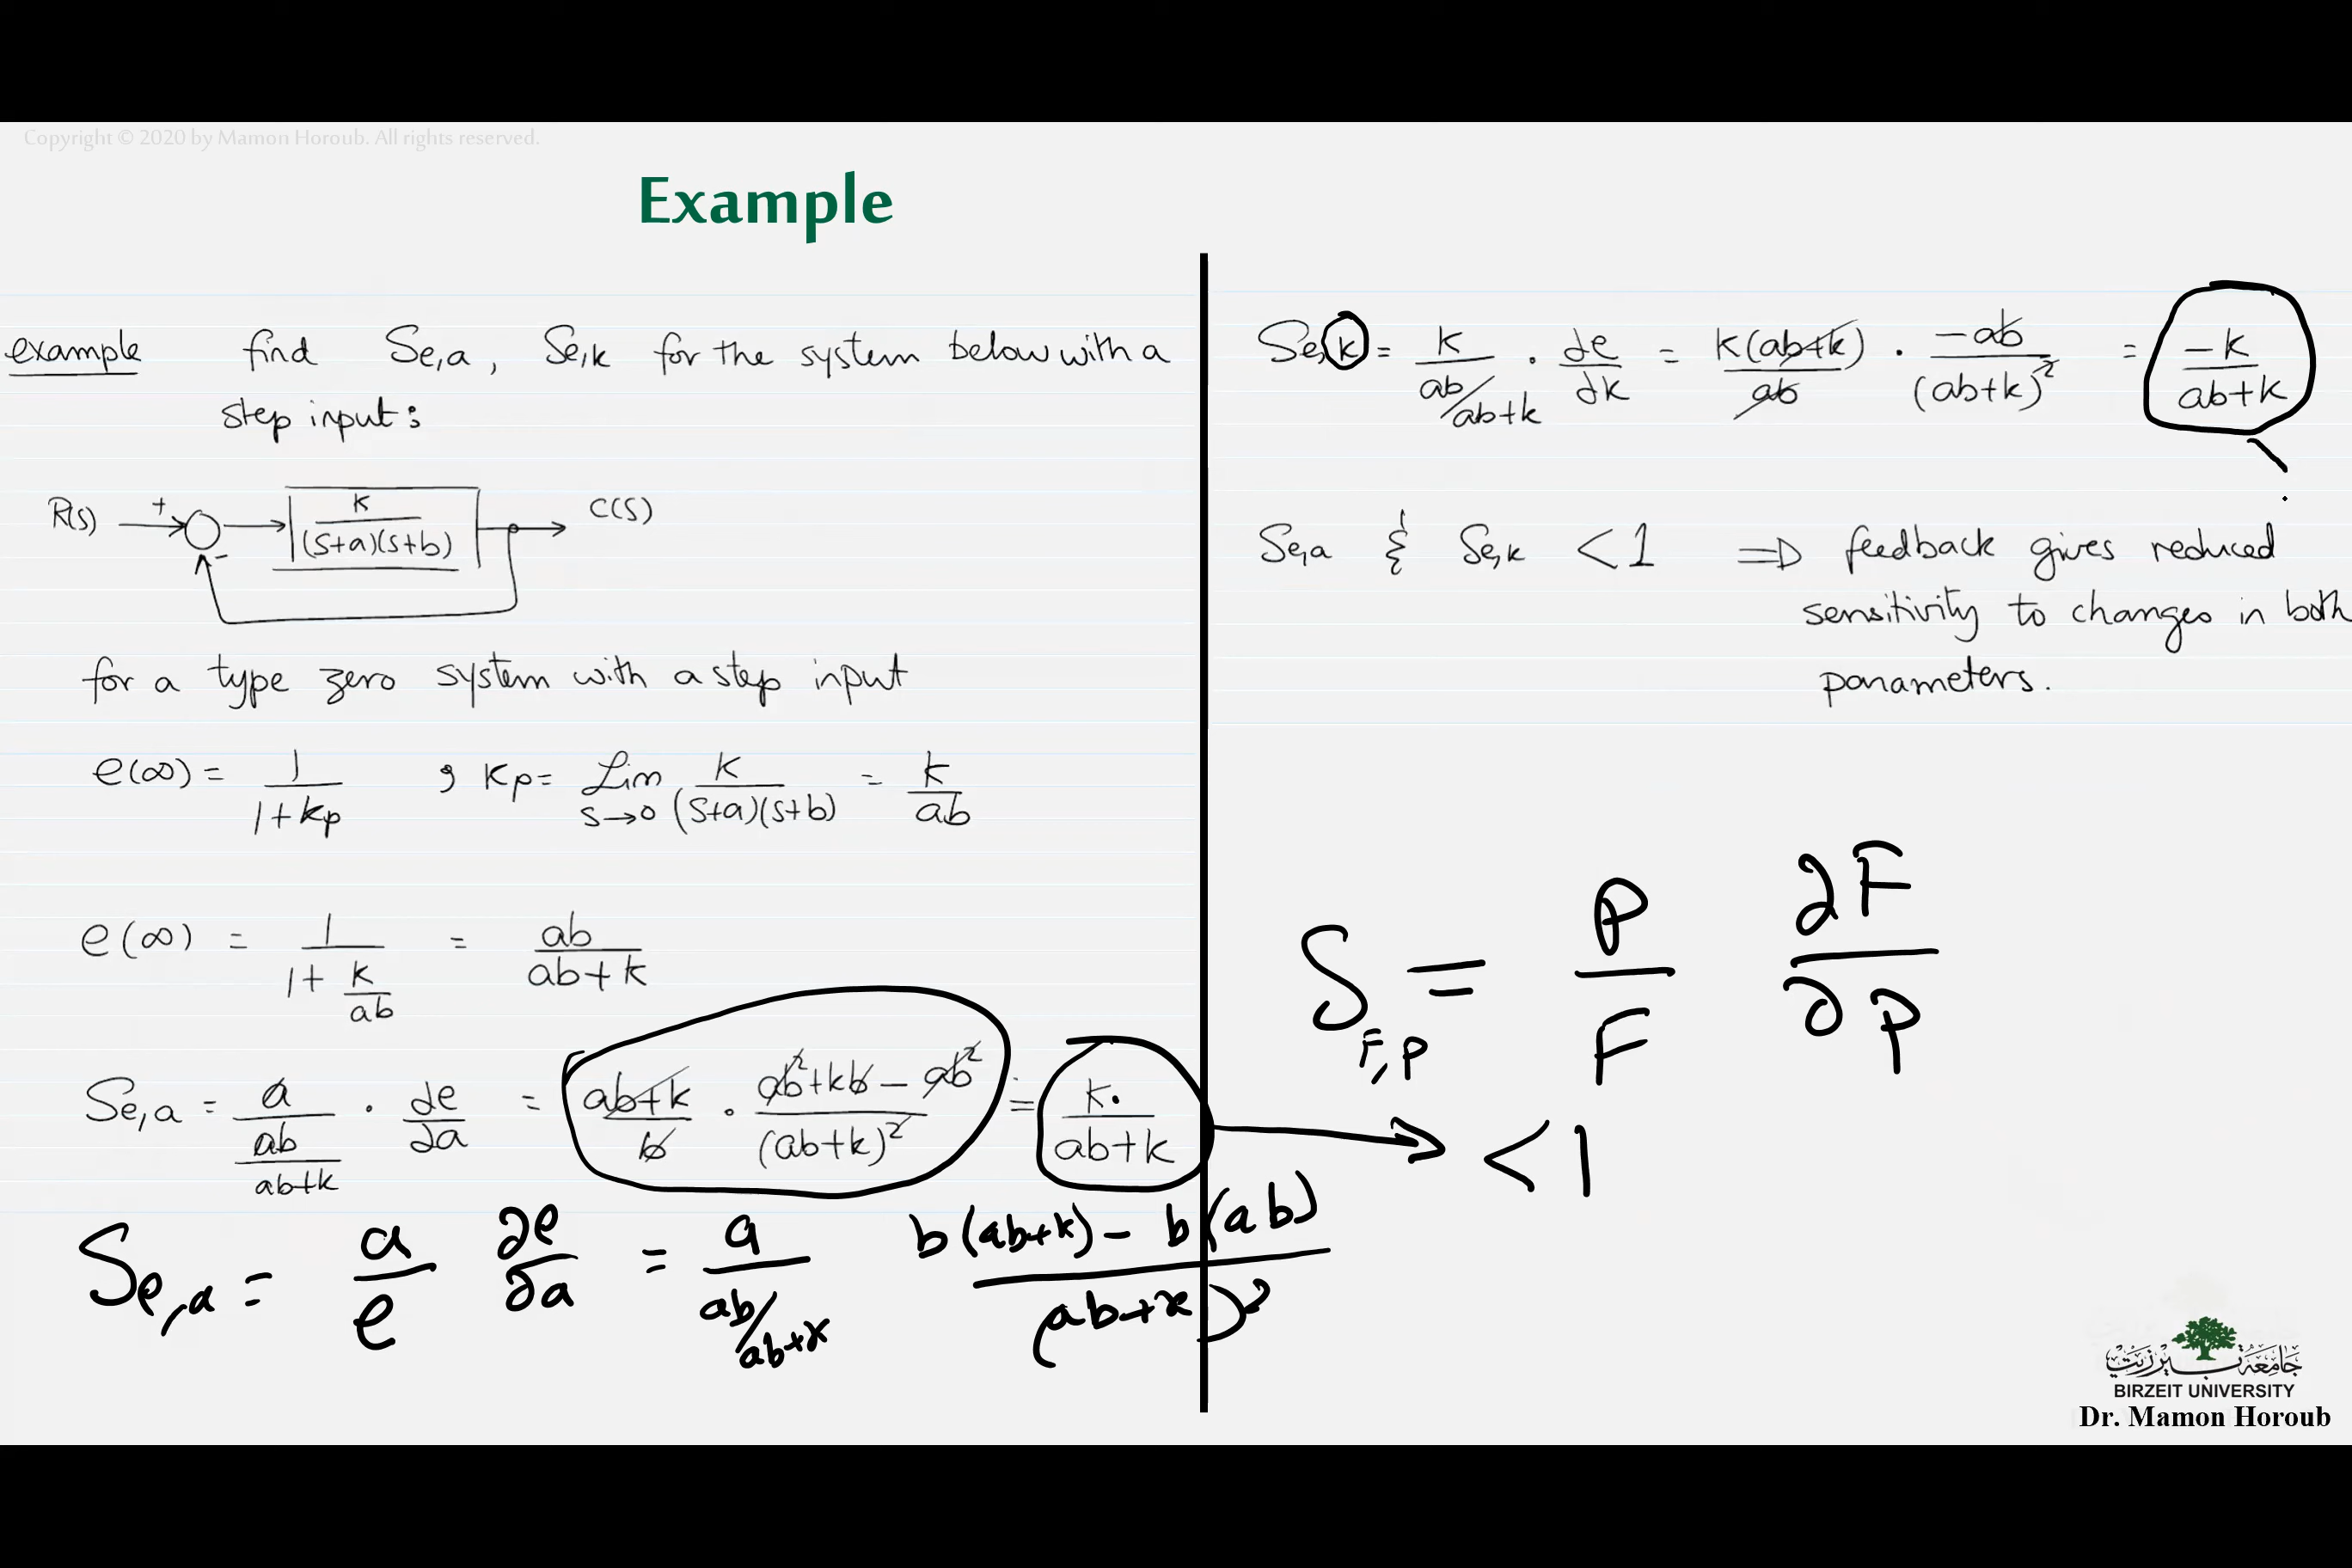 Copyright © 2020 by Mamon Horoub. All rights reserved.
Example
example find Se,a , Se,k for the system below with a
step input:
R(s) + - K/((s+a)(s+b)) C(s)
for a type zero system with a step input
e(∞) = 1/(1+kp) , Kp = Lim s→0 K/((s+a)(s+b)) = k/ab
e(∞) = 1/(1+k/ab) = ab/(ab+k)
Se,a = a/(ab/(ab+k)) · ∂e/∂a = (ab+k)/b · (ab²+kb−ab²)/(ab+k)² = k/(ab+k)
Se,a = a/e ∂e/∂a = a/(ab/(ab+k)) (b(ab+k) − b(ab))/(ab+k)²
Se,k = K/(ab/(ab+k)) · ∂e/∂k = K(ab+k)/ab · −ab/(ab+k)² = −k/(ab+k)
Se,a & Se,k < 1 ⇒ feedback gives reduced
sensitivity to changes in both
parameters.
S F,P = P/F ∂F/∂P
< 1
جامعة بيرزيت
BIRZEIT UNIVERSITY
Dr. Mamon Horoub